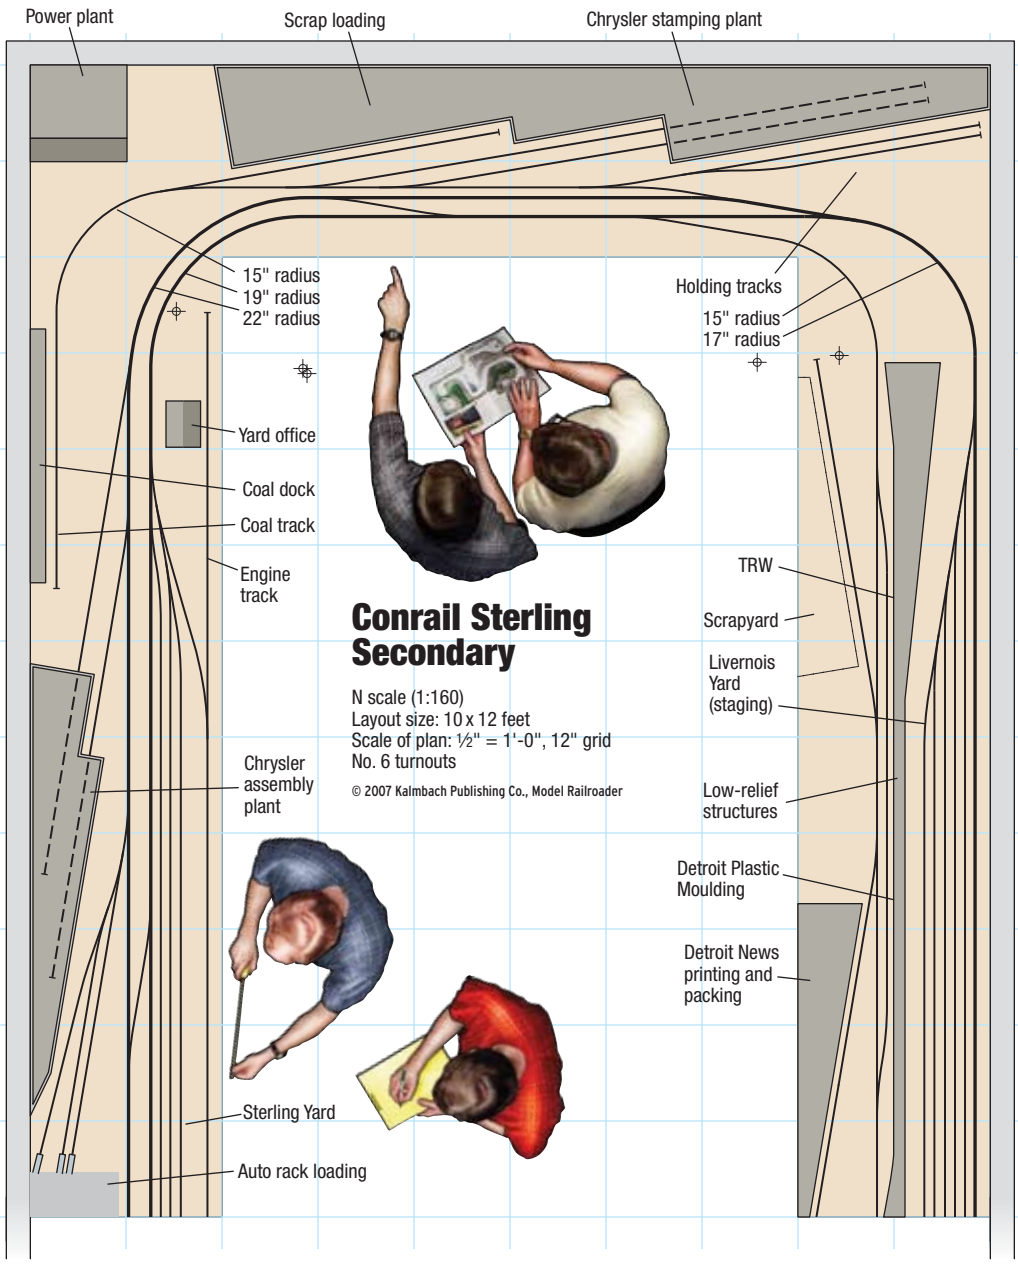 Power plant
Scrap loading
Chrysler stamping plant
15" radius
19" radius
22" radius
Holding tracks
15" radius
17" radius
Yard office
Coal dock
Coal track
Engine
track
TRW
Scrapyard
Livernois
Yard
(staging)
Conrail Sterling
Secondary
N scale (1:160)
Layout size: 10 x 12 feet
Scale of plan: ½" = 1'-0", 12" grid
No. 6 turnouts
© 2007 Kalmbach Publishing Co., Model Railroader
Chrysler
assembly
plant
Low-relief
structures
Detroit Plastic
Moulding
Detroit News
printing and
packing
Sterling Yard
Auto rack loading